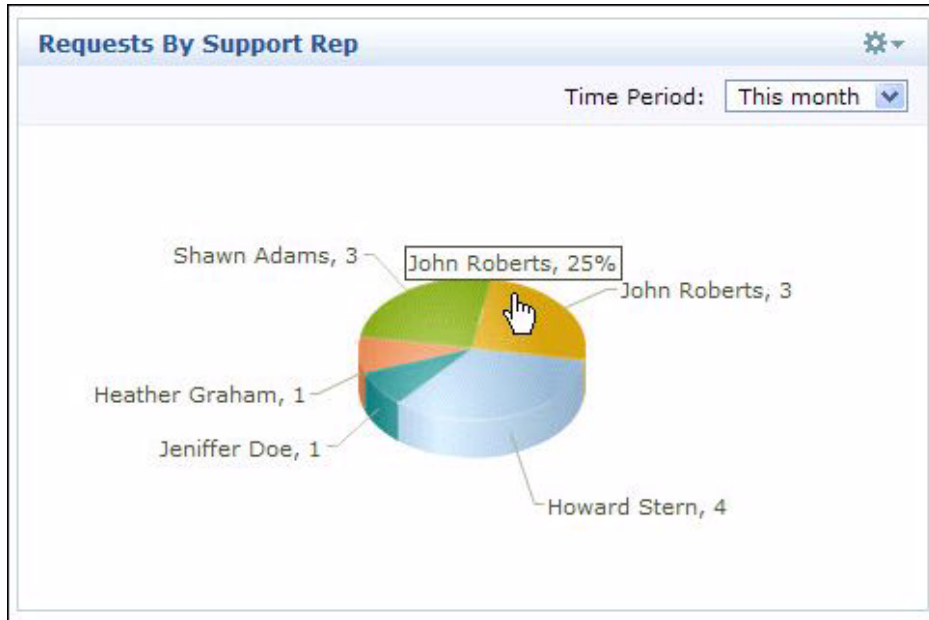 Requests By Support Rep
Time Period: This month
Shawn Adams, 3
John Roberts, 25%
John Roberts, 3
Heather Graham, 1
Jeniffer Doe, 1
Howard Stern, 4